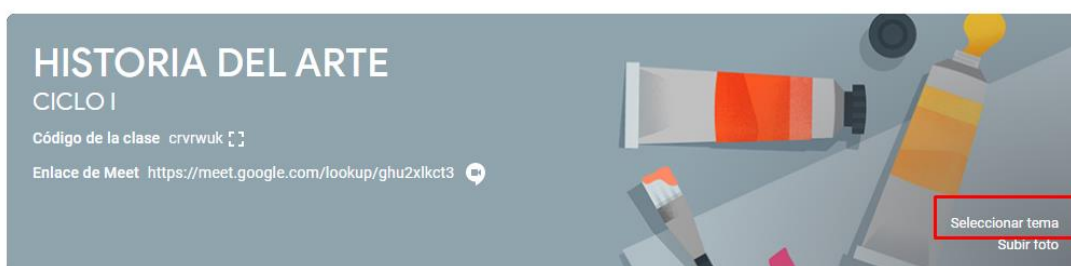 HISTORIA DEL ARTE
CICLO I
Código de la clase crvrwuk
Enlace de Meet https://meet.google.com/lookup/ghu2xlkct3
Seleccionar tema
Subir foto